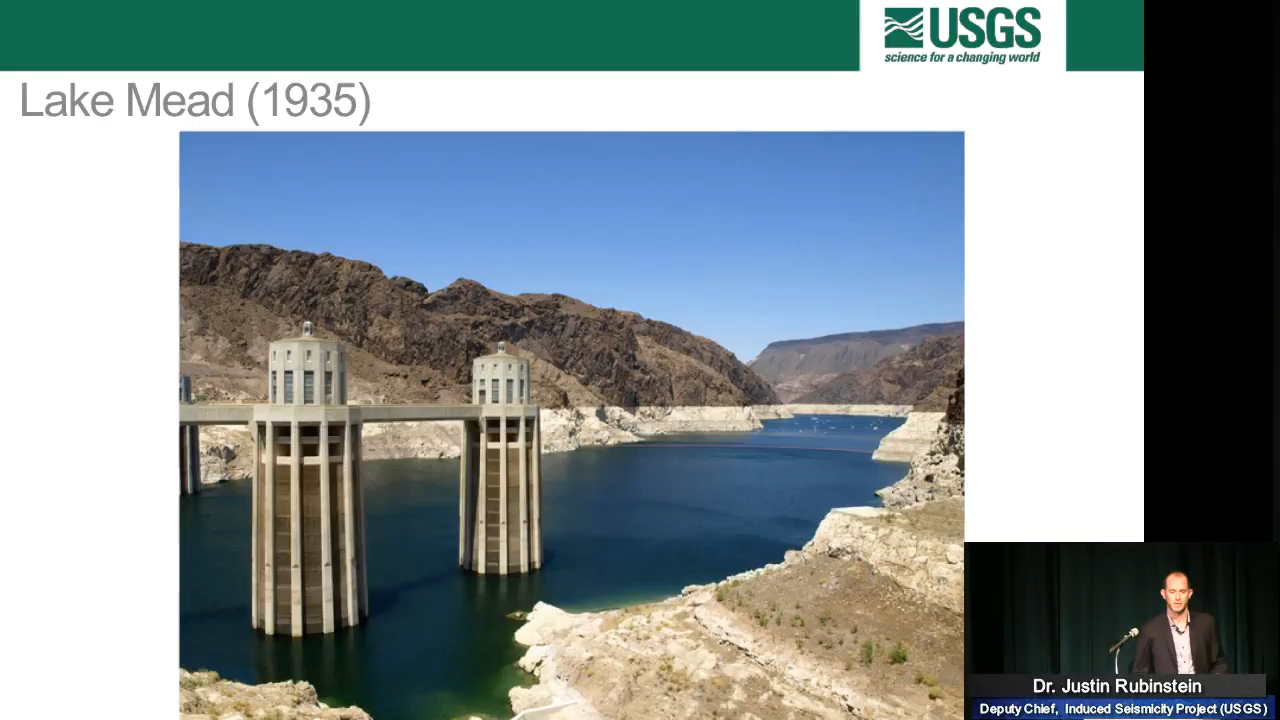 USGS
science for a changing world
Lake Mead (1935)
Dr. Justin Rubinstein
Deputy Chief, Induced Seismicity Project (USGS)